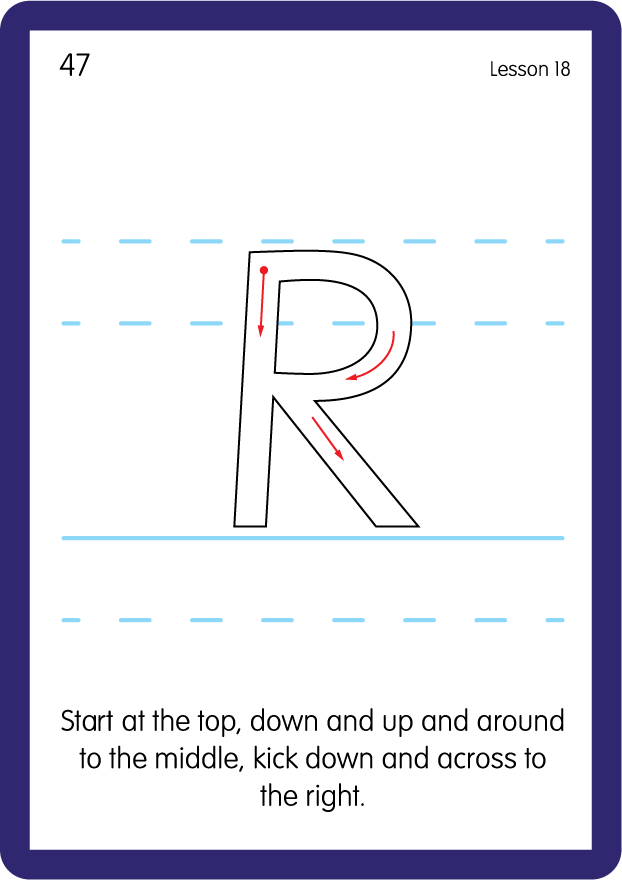 47
Lesson 18
R
Start at the top, down and up and around
to the middle, kick down and across to
the right.